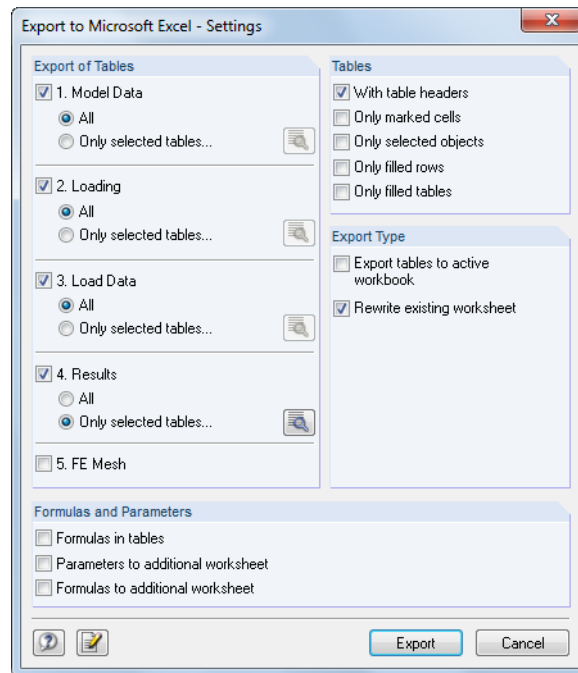 Export to Microsoft Excel - Settings
Export of Tables
1. Model Data
All
Only selected tables...
2. Loading
All
Only selected tables...
3. Load Data
All
Only selected tables...
4. Results
All
Only selected tables...
5. FE Mesh
Tables
With table headers
Only marked cells
Only selected objects
Only filled rows
Only filled tables
Export Type
Export tables to active
workbook
Rewrite existing worksheet
Formulas and Parameters
Formulas in tables
Parameters to additional worksheet
Formulas to additional worksheet
Export
Cancel